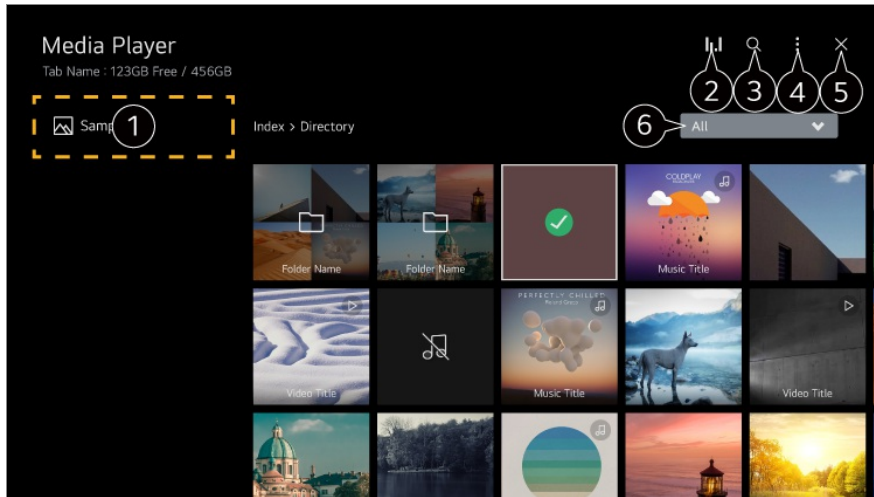 Media Player
Tab Name : 123GB Free / 456GB
2 3 4 5
1
Index > Directory
6 All
COLDPLAY
Folder Name
Folder Name
Music Title
PERFECTLY CHILLED
Video Title
Music Title
Video Title